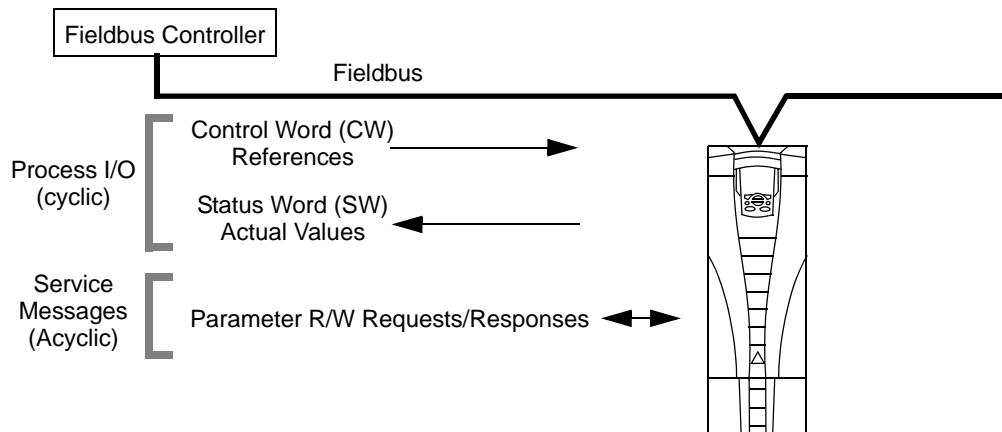 Fieldbus Controller
Fieldbus
Process I/O
(cyclic)
Control Word (CW)
References
Status Word (SW)
Actual Values
Service
Messages
(Acyclic)
Parameter R/W Requests/Responses